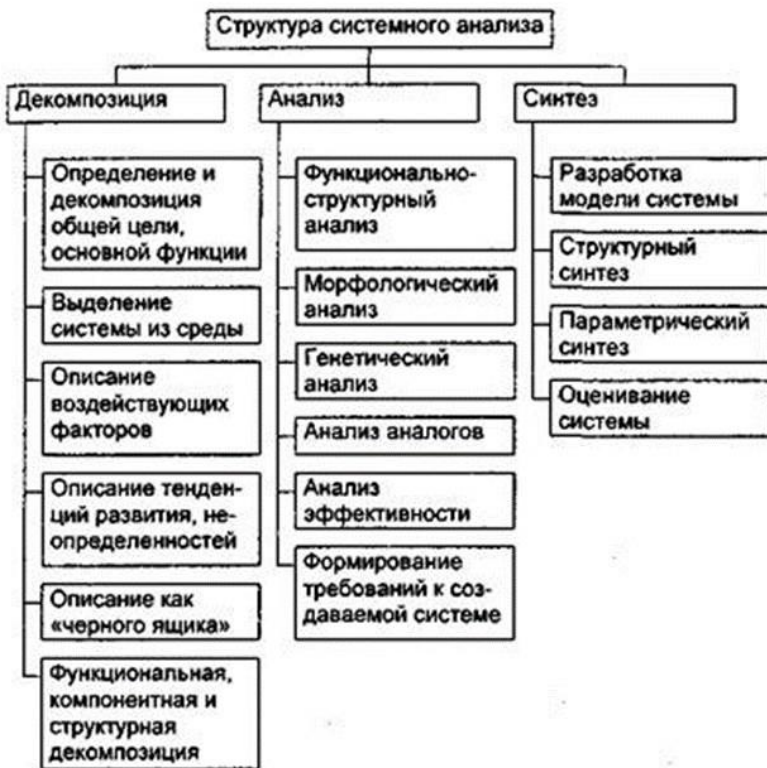 Структура системного анализа
Декомпозиция
Определение и
декомпозиция
общей цели,
основной функции
Выделение
системы из среды
Описание
воздействующих
факторов
Описание тенден-
ций развития, не-
определенностей
Описание как
«черного ящика»
Функциональная,
компонентная и
структурная
декомпозиция
Анализ
Функционально-
структурный
анализ
Морфологический
анализ
Генетический
анализ
Анализ аналогов
Анализ
эффективности
Формирование
требований к соз-
даваемой системе
Синтез
Разработка
модели системы
Структурный
синтез
Параметрический
синтез
Оценивание
системы